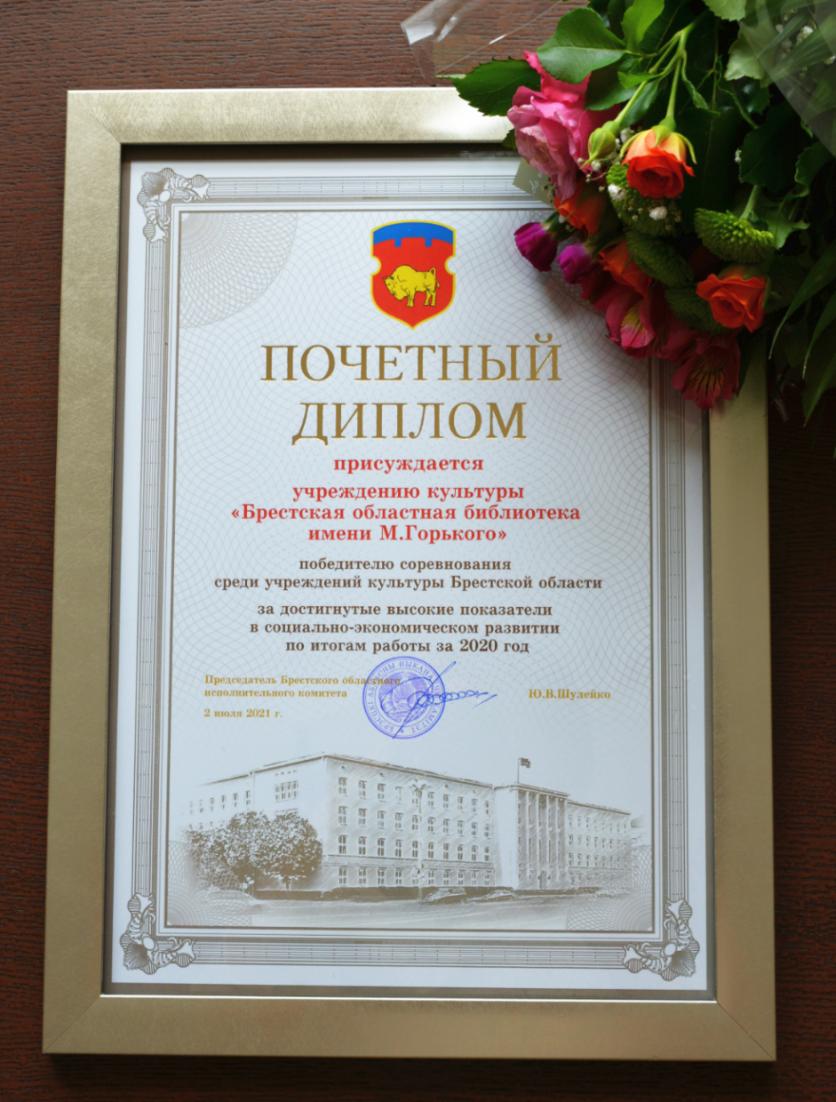 ПОЧЕТНЫЙ
ДИПЛОМ
присуждается
учреждению культуры
«Брестская областная библиотека
имени М.Горького»
победителю соревнования
среди учреждений культуры Брестской области
за достигнутые высокие показатели
в социально-экономическом развитии
по итогам работы за 2020 год
Председатель Брестского областного
исполнительного комитета
Ю.В.Шулейко
2 июля 2021 г.